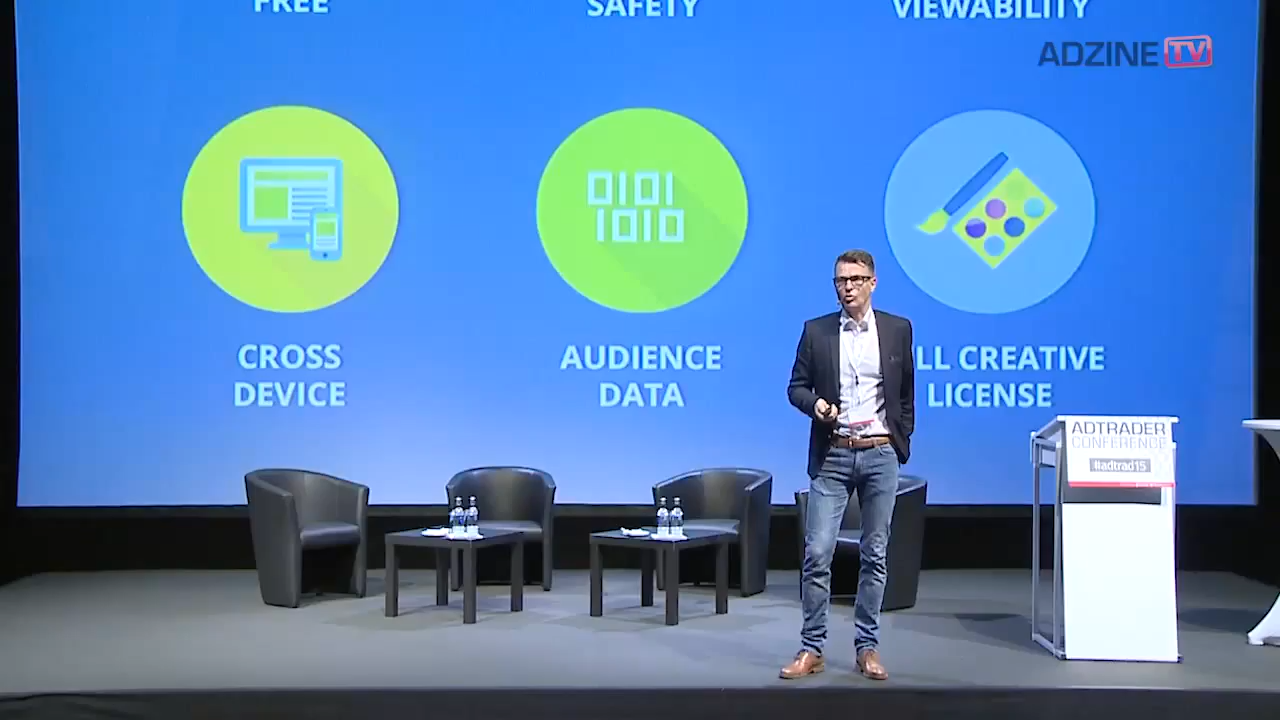 FREE
SAFETY
VIEWABILITY
ADZINE TV
0101
1010
CROSS
DEVICE
AUDIENCE
DATA
LL CREATIVE
LICENSE
ADTRADER
CONFERENCE
#adtrad15